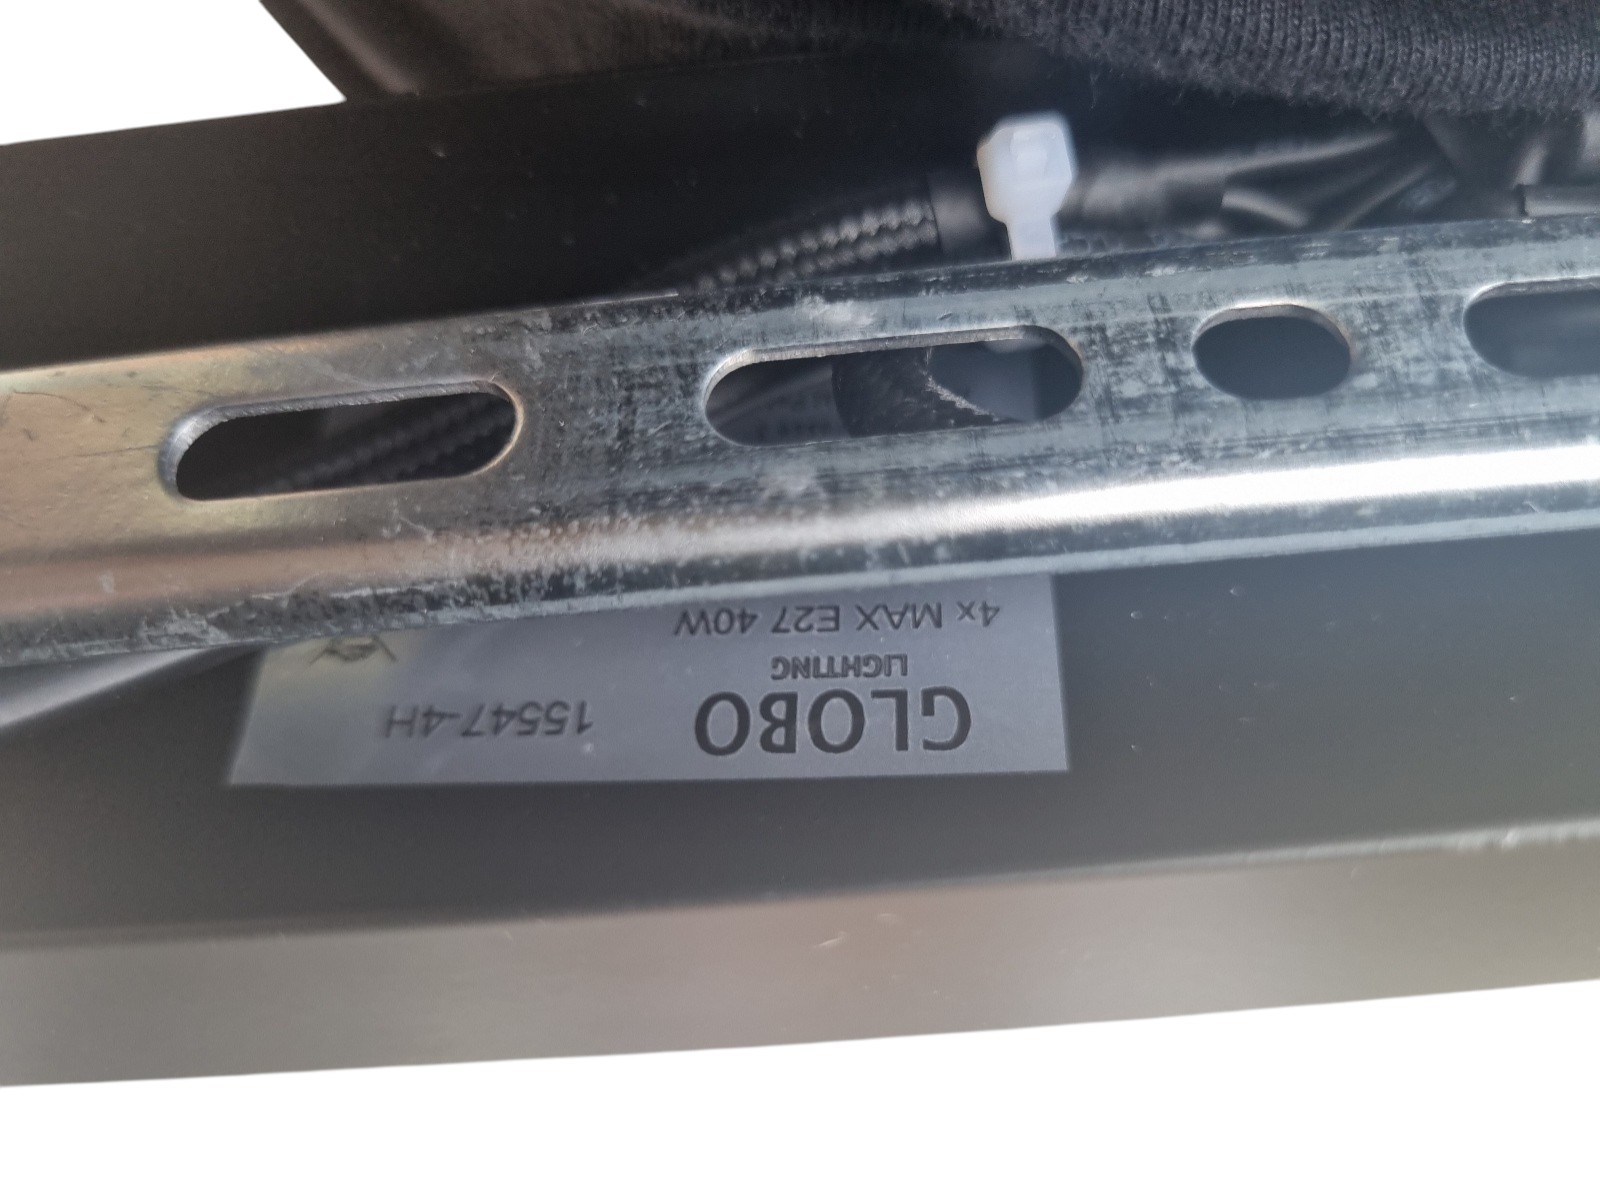 GLOBO
LIGHTING
15547-4H
4x MAX E27 40W